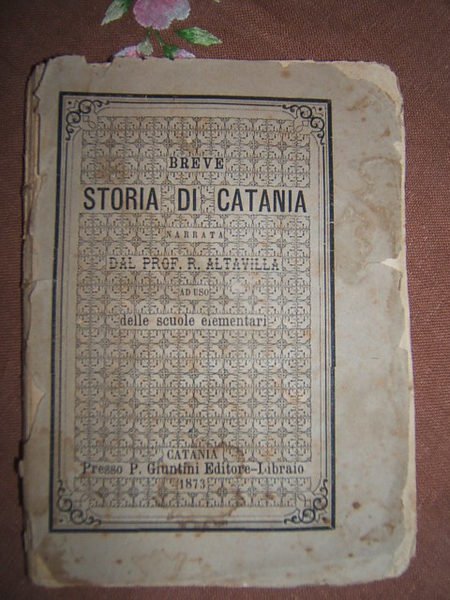 BREVE
STORIA DI CATANIA
NARRATA
DAL PROF. R. ALTAVILLA
AD USO
delle scuole elementari
CATANIA
Presso P. Giuntini Editore-Libraio
1873